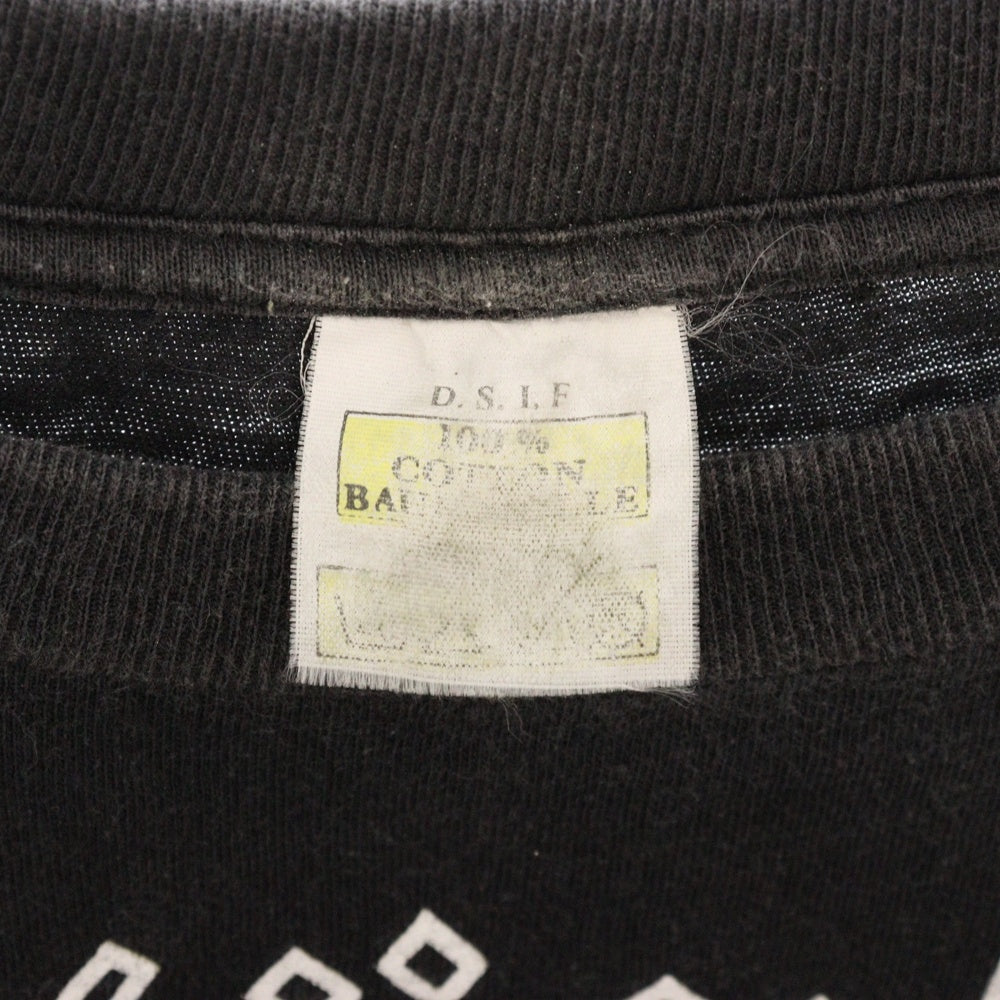 D. S. I. F
100 %
COTTON